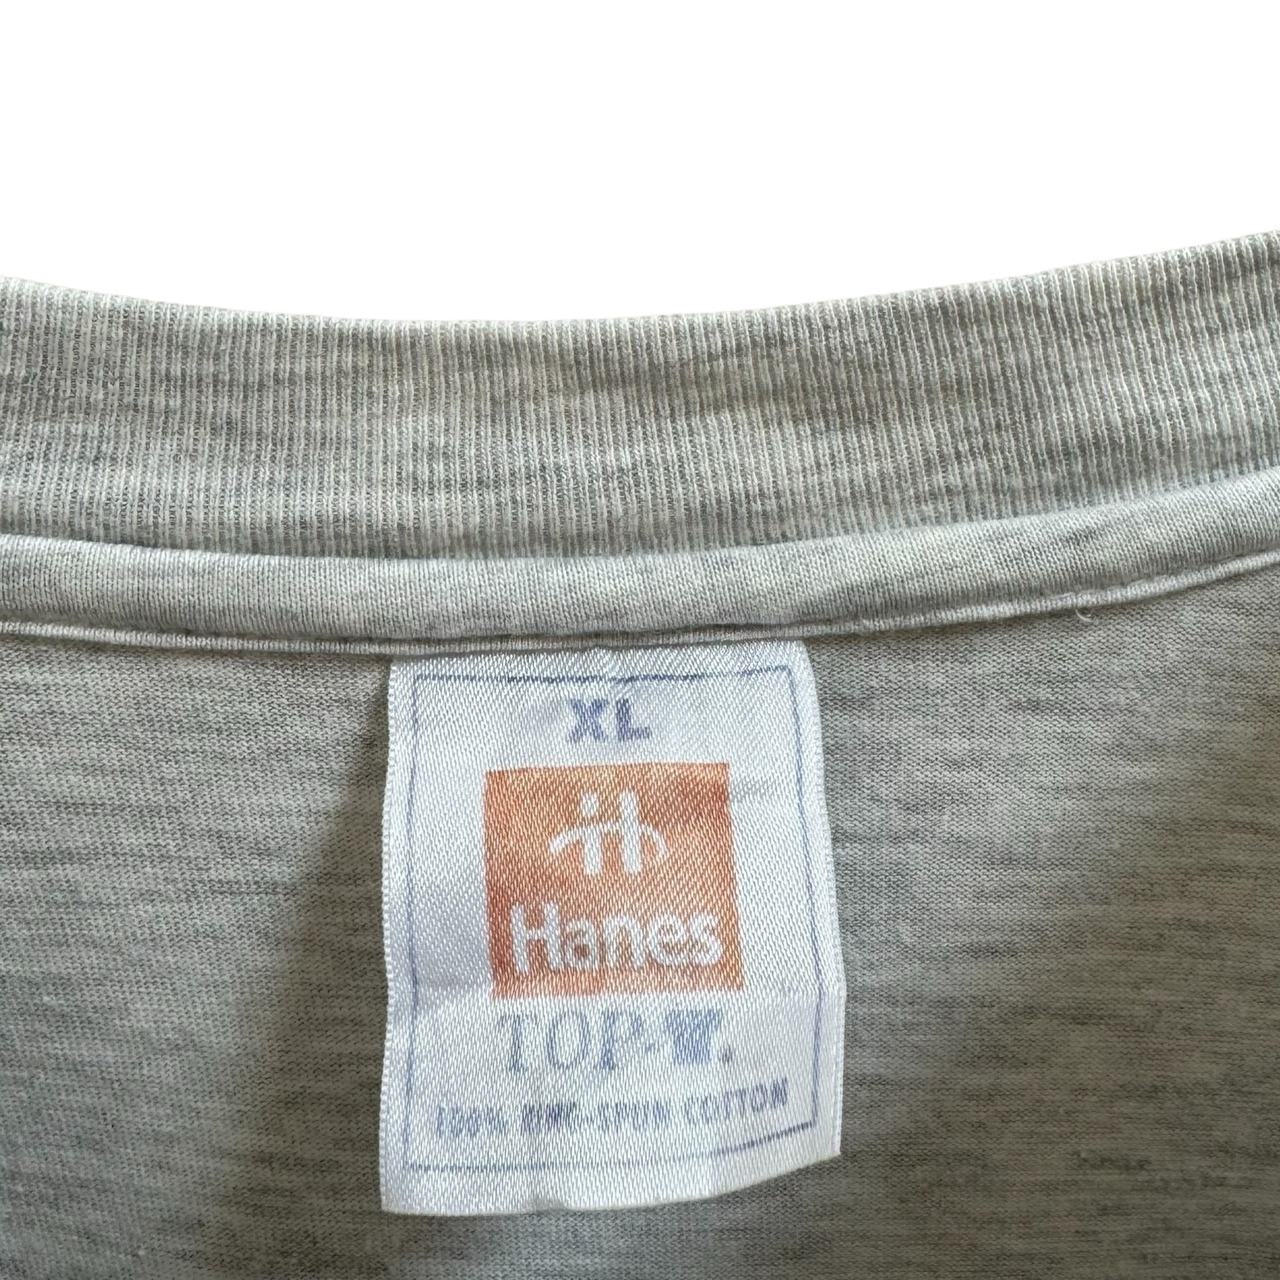 XL
Hanes
TOP-T.
100% RING-SPUN COTTON